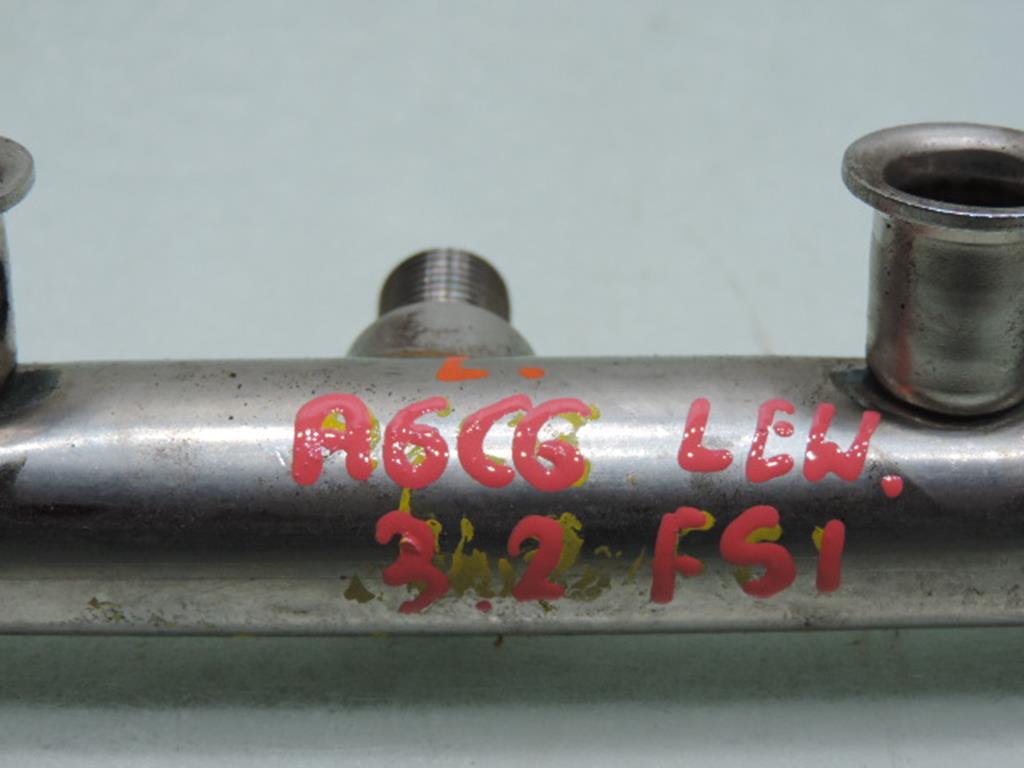 L.
A6C6 LEW.
3.2 FSI